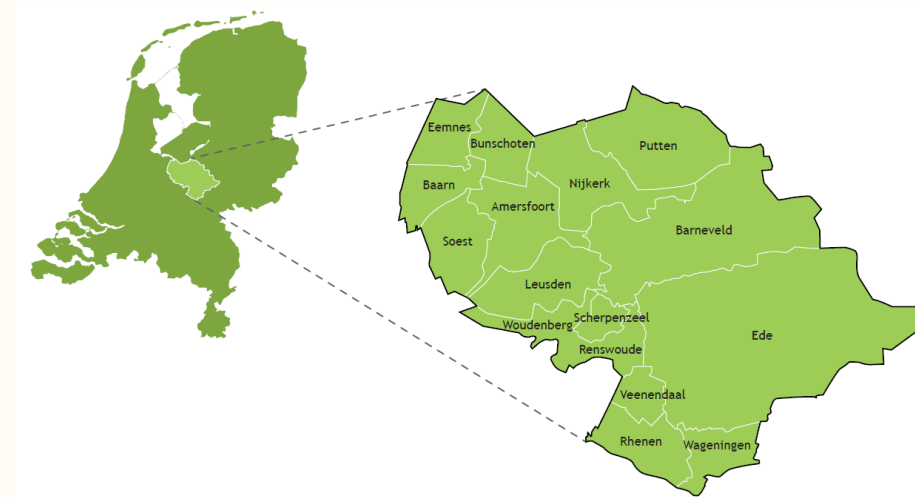 Eemnes
Bunschoten
Putten
Baarn
Nijkerk
Amersfoort
Barneveld
Soest
Leusden
Scherpenzeel
Woudenberg
Ede
Renswoude
Veenendaal
Rhenen
Wageningen